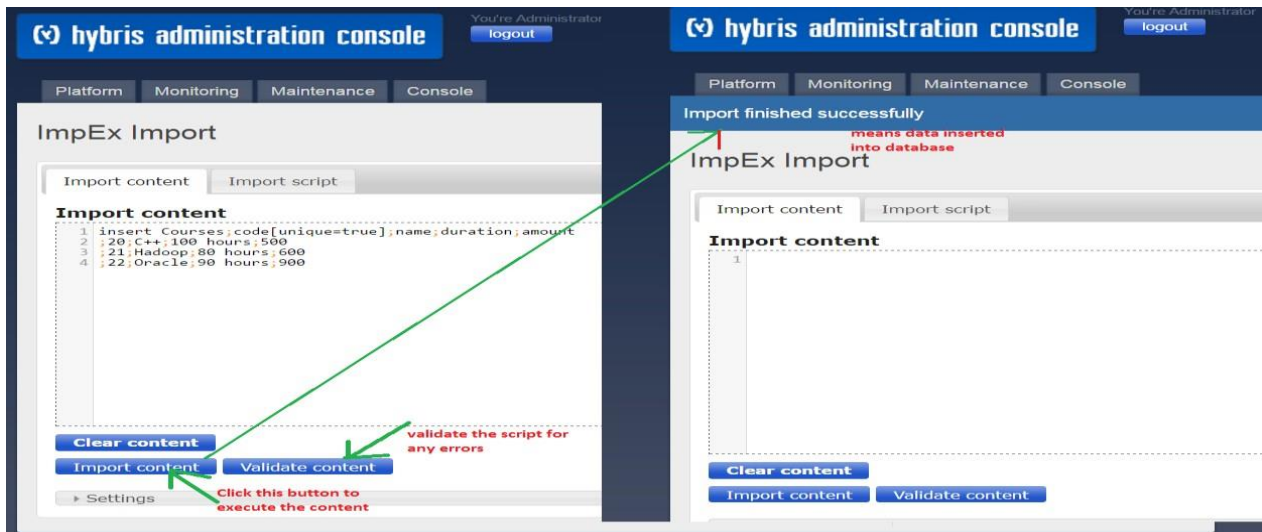 You're Administrator
(y) hybris administration console
logout
Platform Monitoring Maintenance Console
ImpEx Import
Import content Import script
Import content
1 insert Courses;code[unique=true];name;duration;amount
2 ;20;C++;100 hours;500
3 ;21;Hadoop;80 hours;600
4 ;22;Oracle;90 hours;900
validate the script for
any errors
Clear content
Import content Validate content
Click this button to
execute the content
Settings
You're Administrator
(y) hybris administration console
logout
Platform Monitoring Maintenance Console
Import finished successfully
means data inserted
into database
ImpEx Import
Import content Import script
Import content
1
Clear content
Import content Validate content